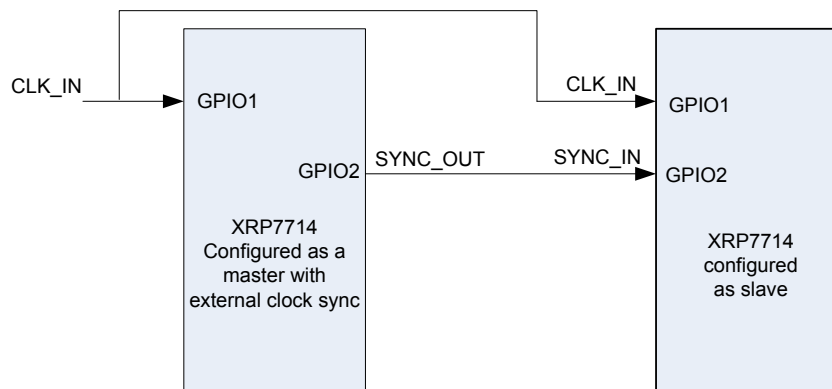 CLK_IN
CLK_IN
GPIO1
GPIO1
GPIO2
SYNC_OUT
SYNC_IN
GPIO2
XRP7714
Configured as a
master with
external clock sync
XRP7714
configured
as slave